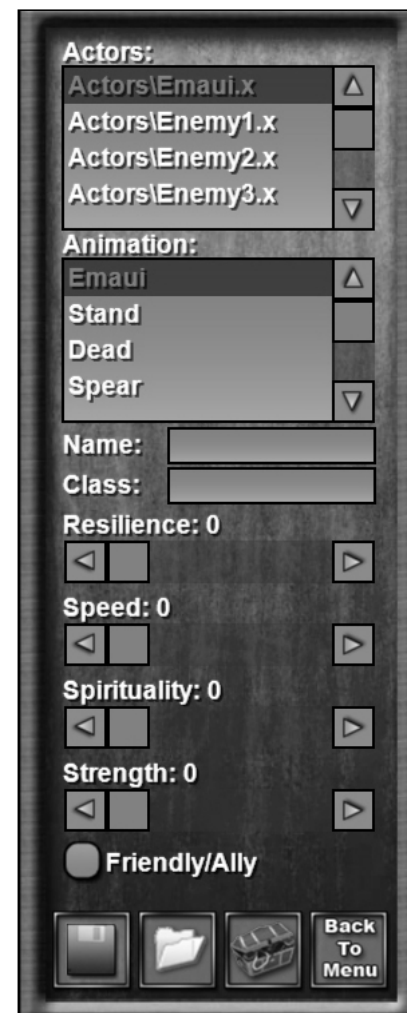 Actors:
Actors\Emaui.x
Actors\Enemy1.x
Actors\Enemy2.x
Actors\Enemy3.x
Animation:
Emaui
Stand
Dead
Spear
Name:
Class:
Resilience: 0
Speed: 0
Spirituality: 0
Strength: 0
Friendly/Ally
Back
To
Menu